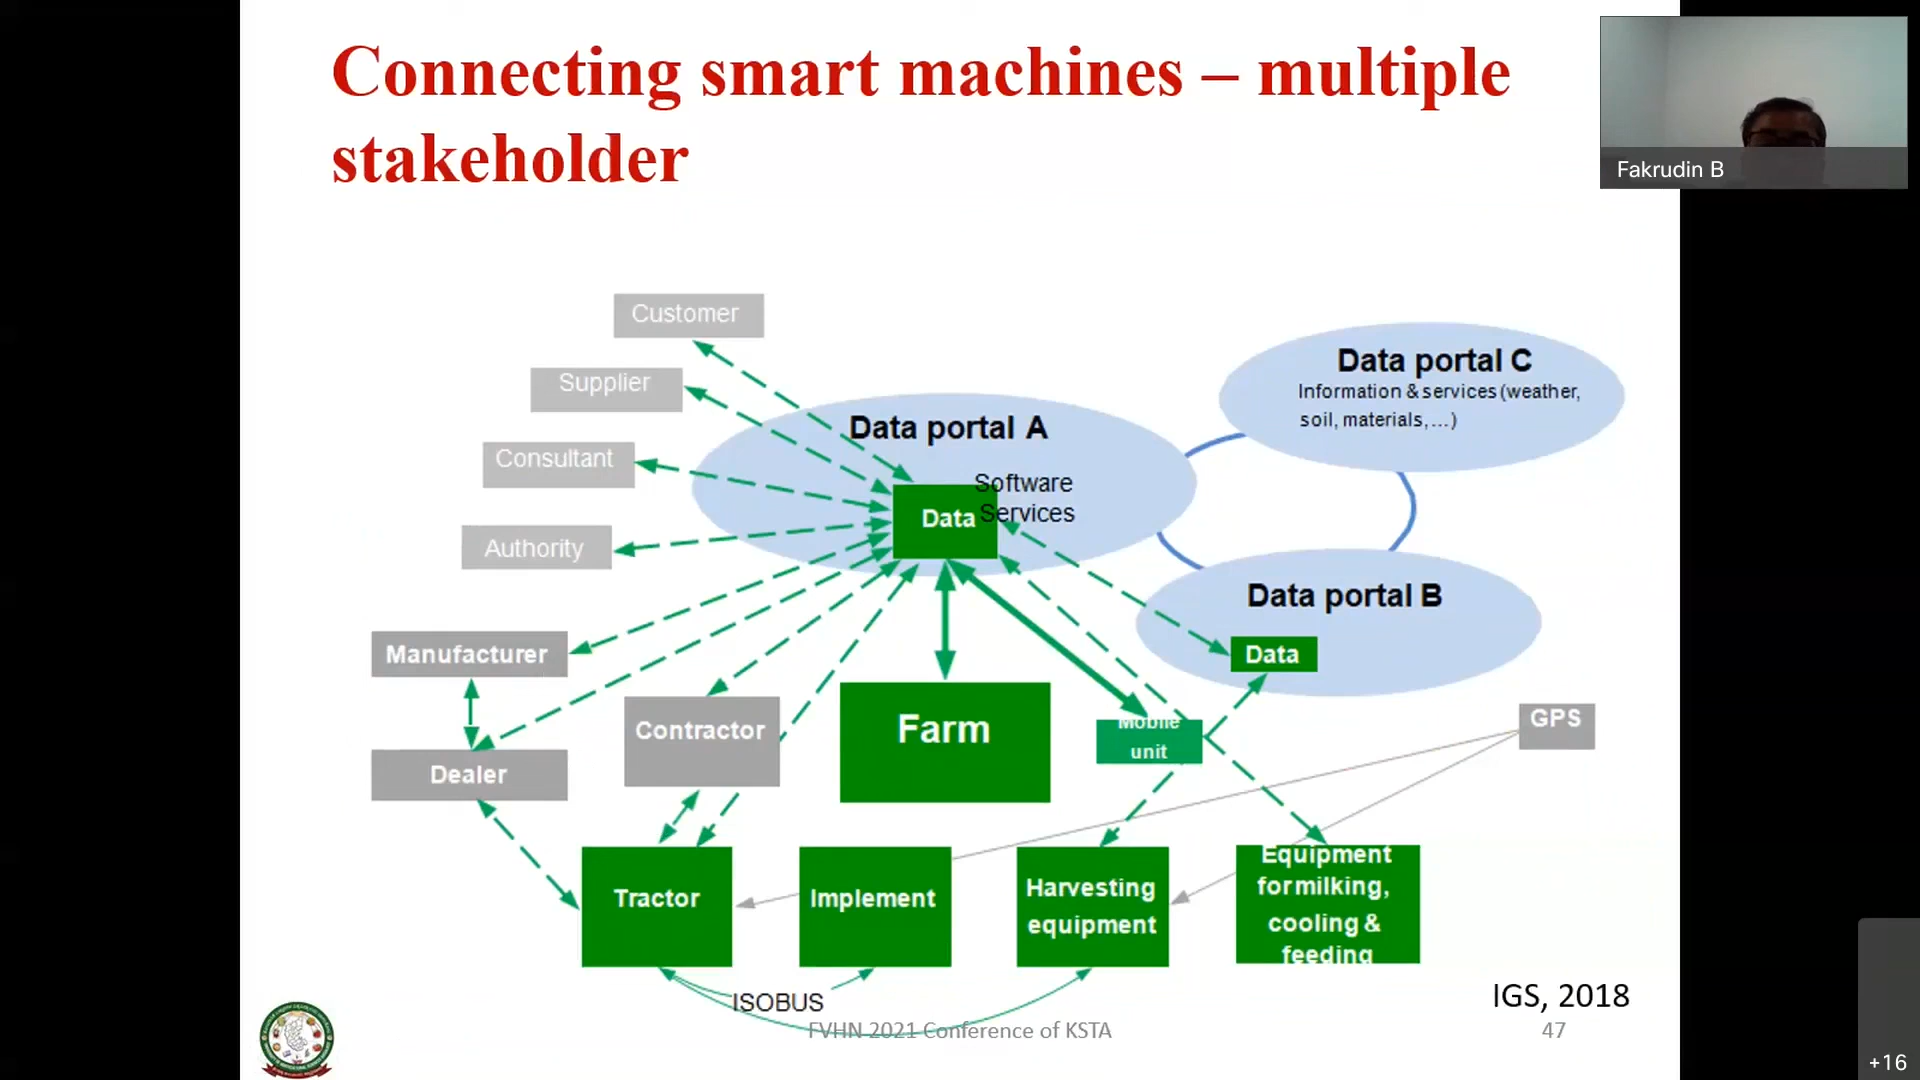 Connecting smart machines – multiple
stakeholder
Fakrudin B
Customer
Supplier
Consultant
Authority
Manufacturer
Dealer
Contractor
Data portal A
Software
Services
Data
Data portal C
Information & services (weather,
soil, materials,...)
Data portal B
Data
Farm
Mobile
unit
GPS
Tractor
Implement
Harvesting
equipment
Equipment
for milking,
cooling &
feeding
ISOBUS
IGS, 2018
FVHN 2021 Conference of KSTA
47
+16